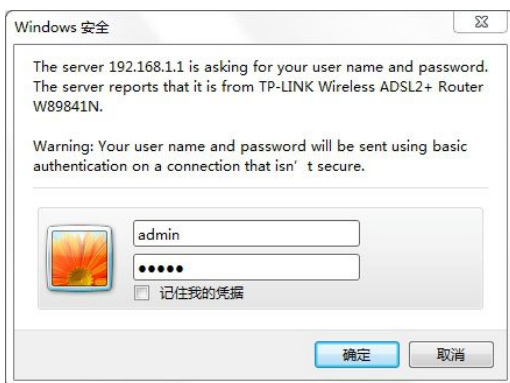 Windows 安全
The server 192.168.1.1 is asking for your user name and password.
The server reports that it is from TP-LINK Wireless ADSL2+ Router
W89841N.
Warning: Your user name and password will be sent using basic
authentication on a connection that isn't secure.
admin
●●●●●
记住我的凭据
确定
取消